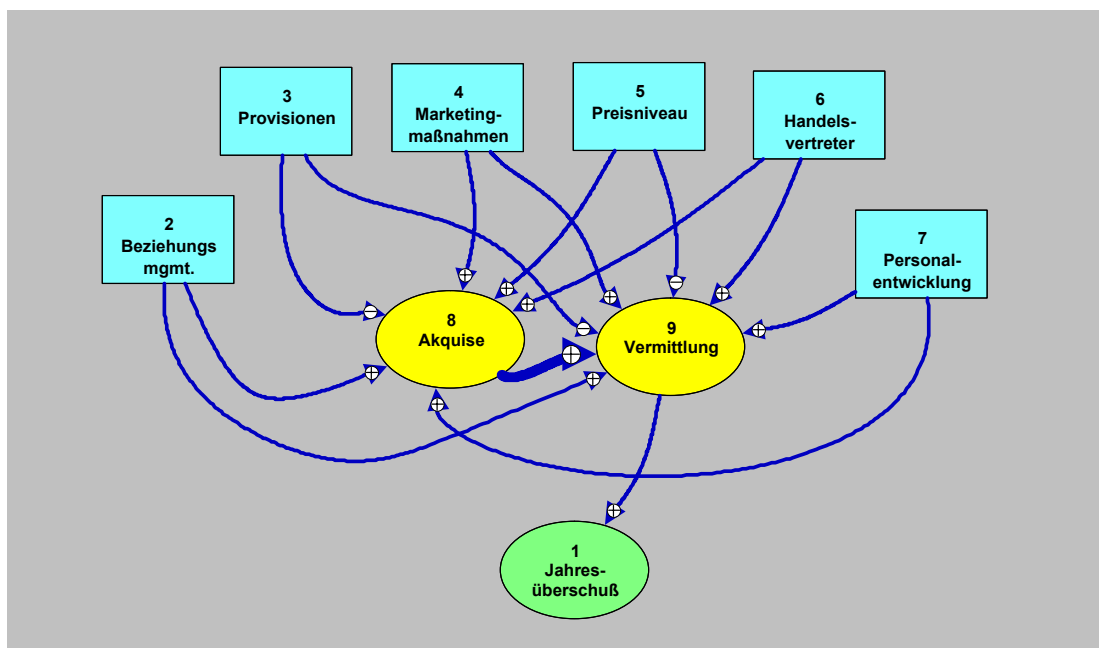 3
Provisionen
4
Marketing-
maßnahmen
5
Preisniveau
6
Handels-
vertreter
2
Beziehungs
mgmt.
7
Personal-
entwicklung
8
Akquise
9
Vermittlung
1
Jahres-
überschuß